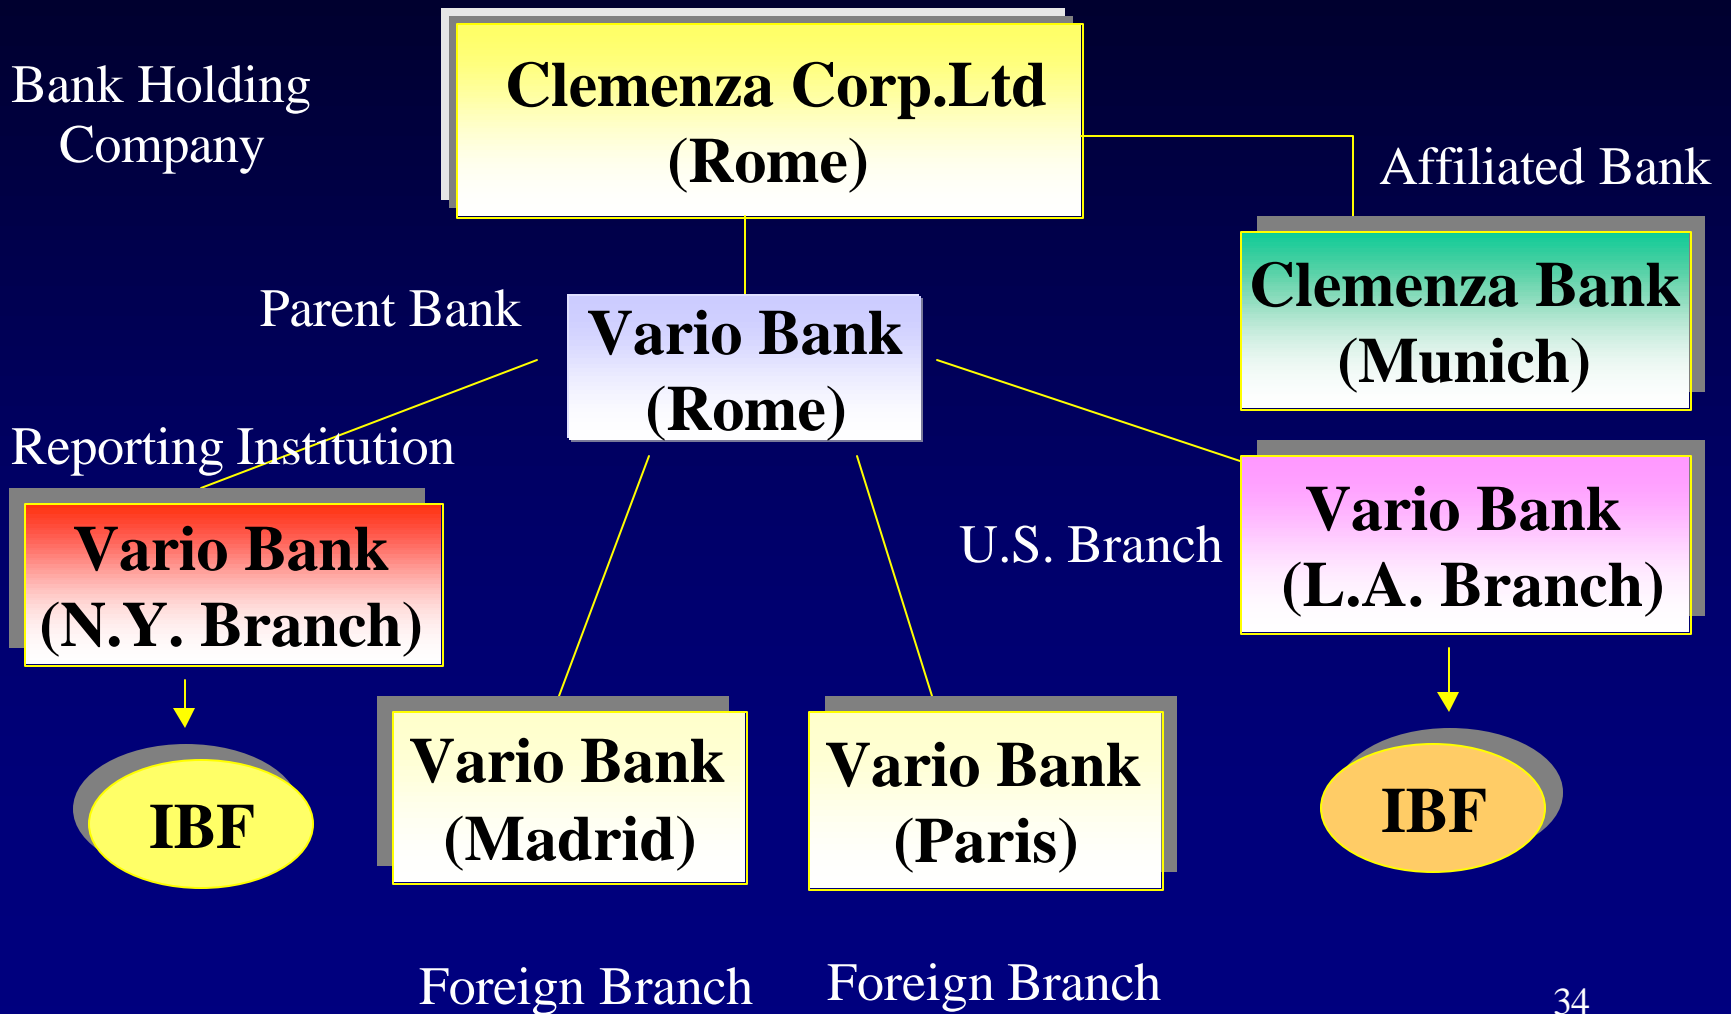 Bank Holding
Company
Clemenza Corp.Ltd
(Rome)
Affiliated Bank
Clemenza Bank
(Munich)
Parent Bank
Vario Bank
(Rome)
Reporting Institution
Vario Bank
(N.Y. Branch)
U.S. Branch
Vario Bank
(L.A. Branch)
IBF
Vario Bank
(Madrid)
Vario Bank
(Paris)
IBF
Foreign Branch
Foreign Branch
34